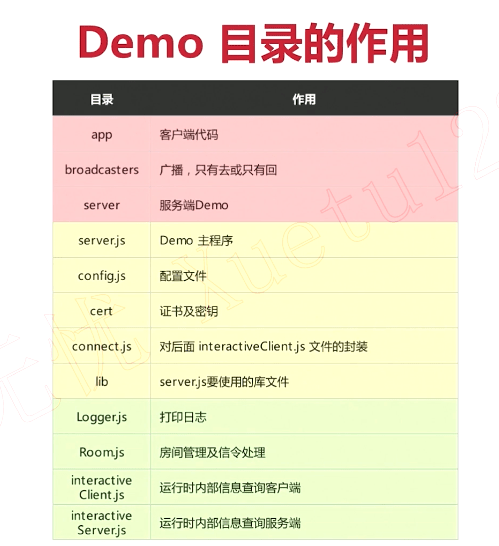 Demo 目录的作用
目录 作用
app 客户端代码
broadcasters 广播，只有去或只有回
server 服务端Demo
server.js Demo 主程序
config.js 配置文件
cert 证书及密钥
connect.js 对后面 interactiveClient.js 文件的封装
lib server.js要使用的库文件
Logger.js 打印日志
Room.js 房间管理及信令处理
interactive
Client.js 运行时内部信息查询客户端
interactive
Server.js 运行时内部信息查询服务端